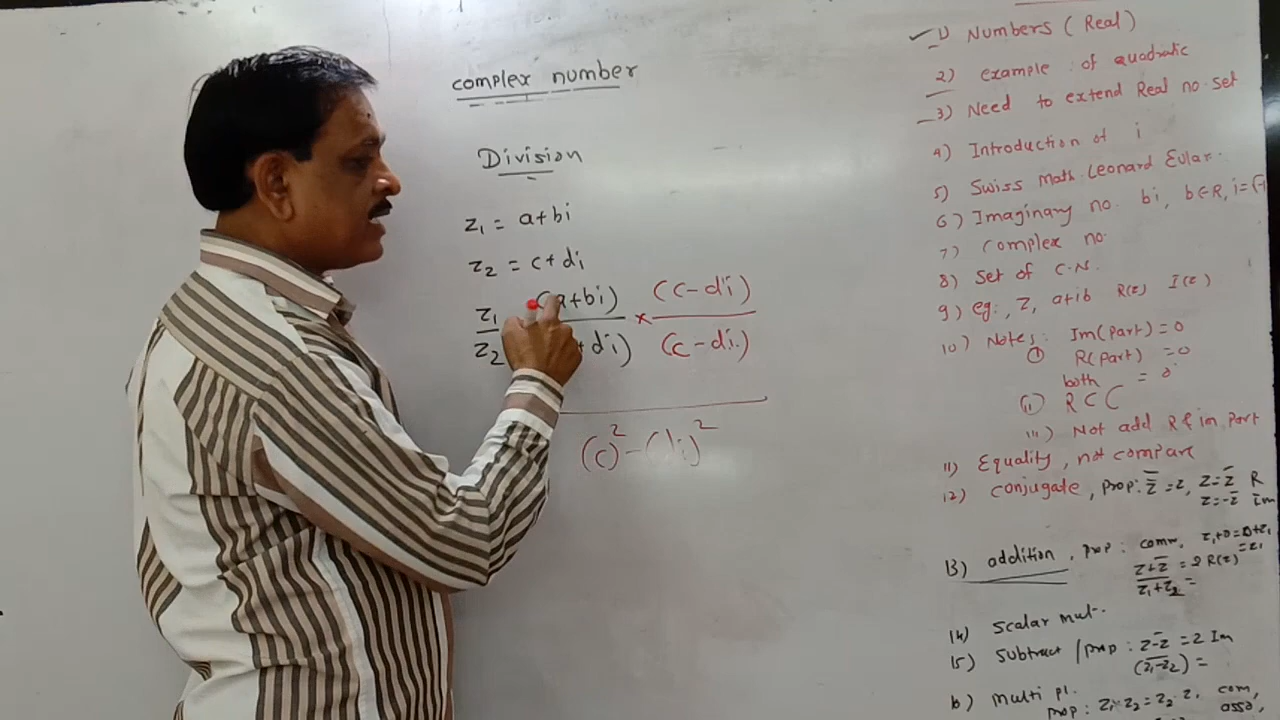 complex number
Division
z₁ = a+bi
z₂ = c+di
z₁ (a+bi) × (c-di)
z₂ +di) (c-di)
(c)² - (di)²
1) Numbers (Real)
2) example : of quadratic
3) Need to extend Real no. set
4) Introduction of i
5) Swiss Math Leonard Eular.
6) Imaginary no. bi, b∈R, i=√-1
7) Complex no.
8) Set of C.N.
9) eg:, Z, a+ib R(z) I(z)
10) Notes: Im(part) = 0
① R(part) = 0
both = 0
(ii) R ⊂ C
iii) Not add R & im Part
11) Equality, not compare
12) Conjugate, prop: z̿ = z, z = z̄ R
z = -z̄ im
13) addition, prop : comm, z₁+0=0+z₁
=z₁
z+z̄ = 2 R(z)
z₁+z₂ =
14) Scalar mul-.
15) Subtract / prop : z-z̄ = 2 Im
(z₁-z₂) =
b) multi pl.
prop : z₁·z₂ = z₂·z₁ com,
asso,